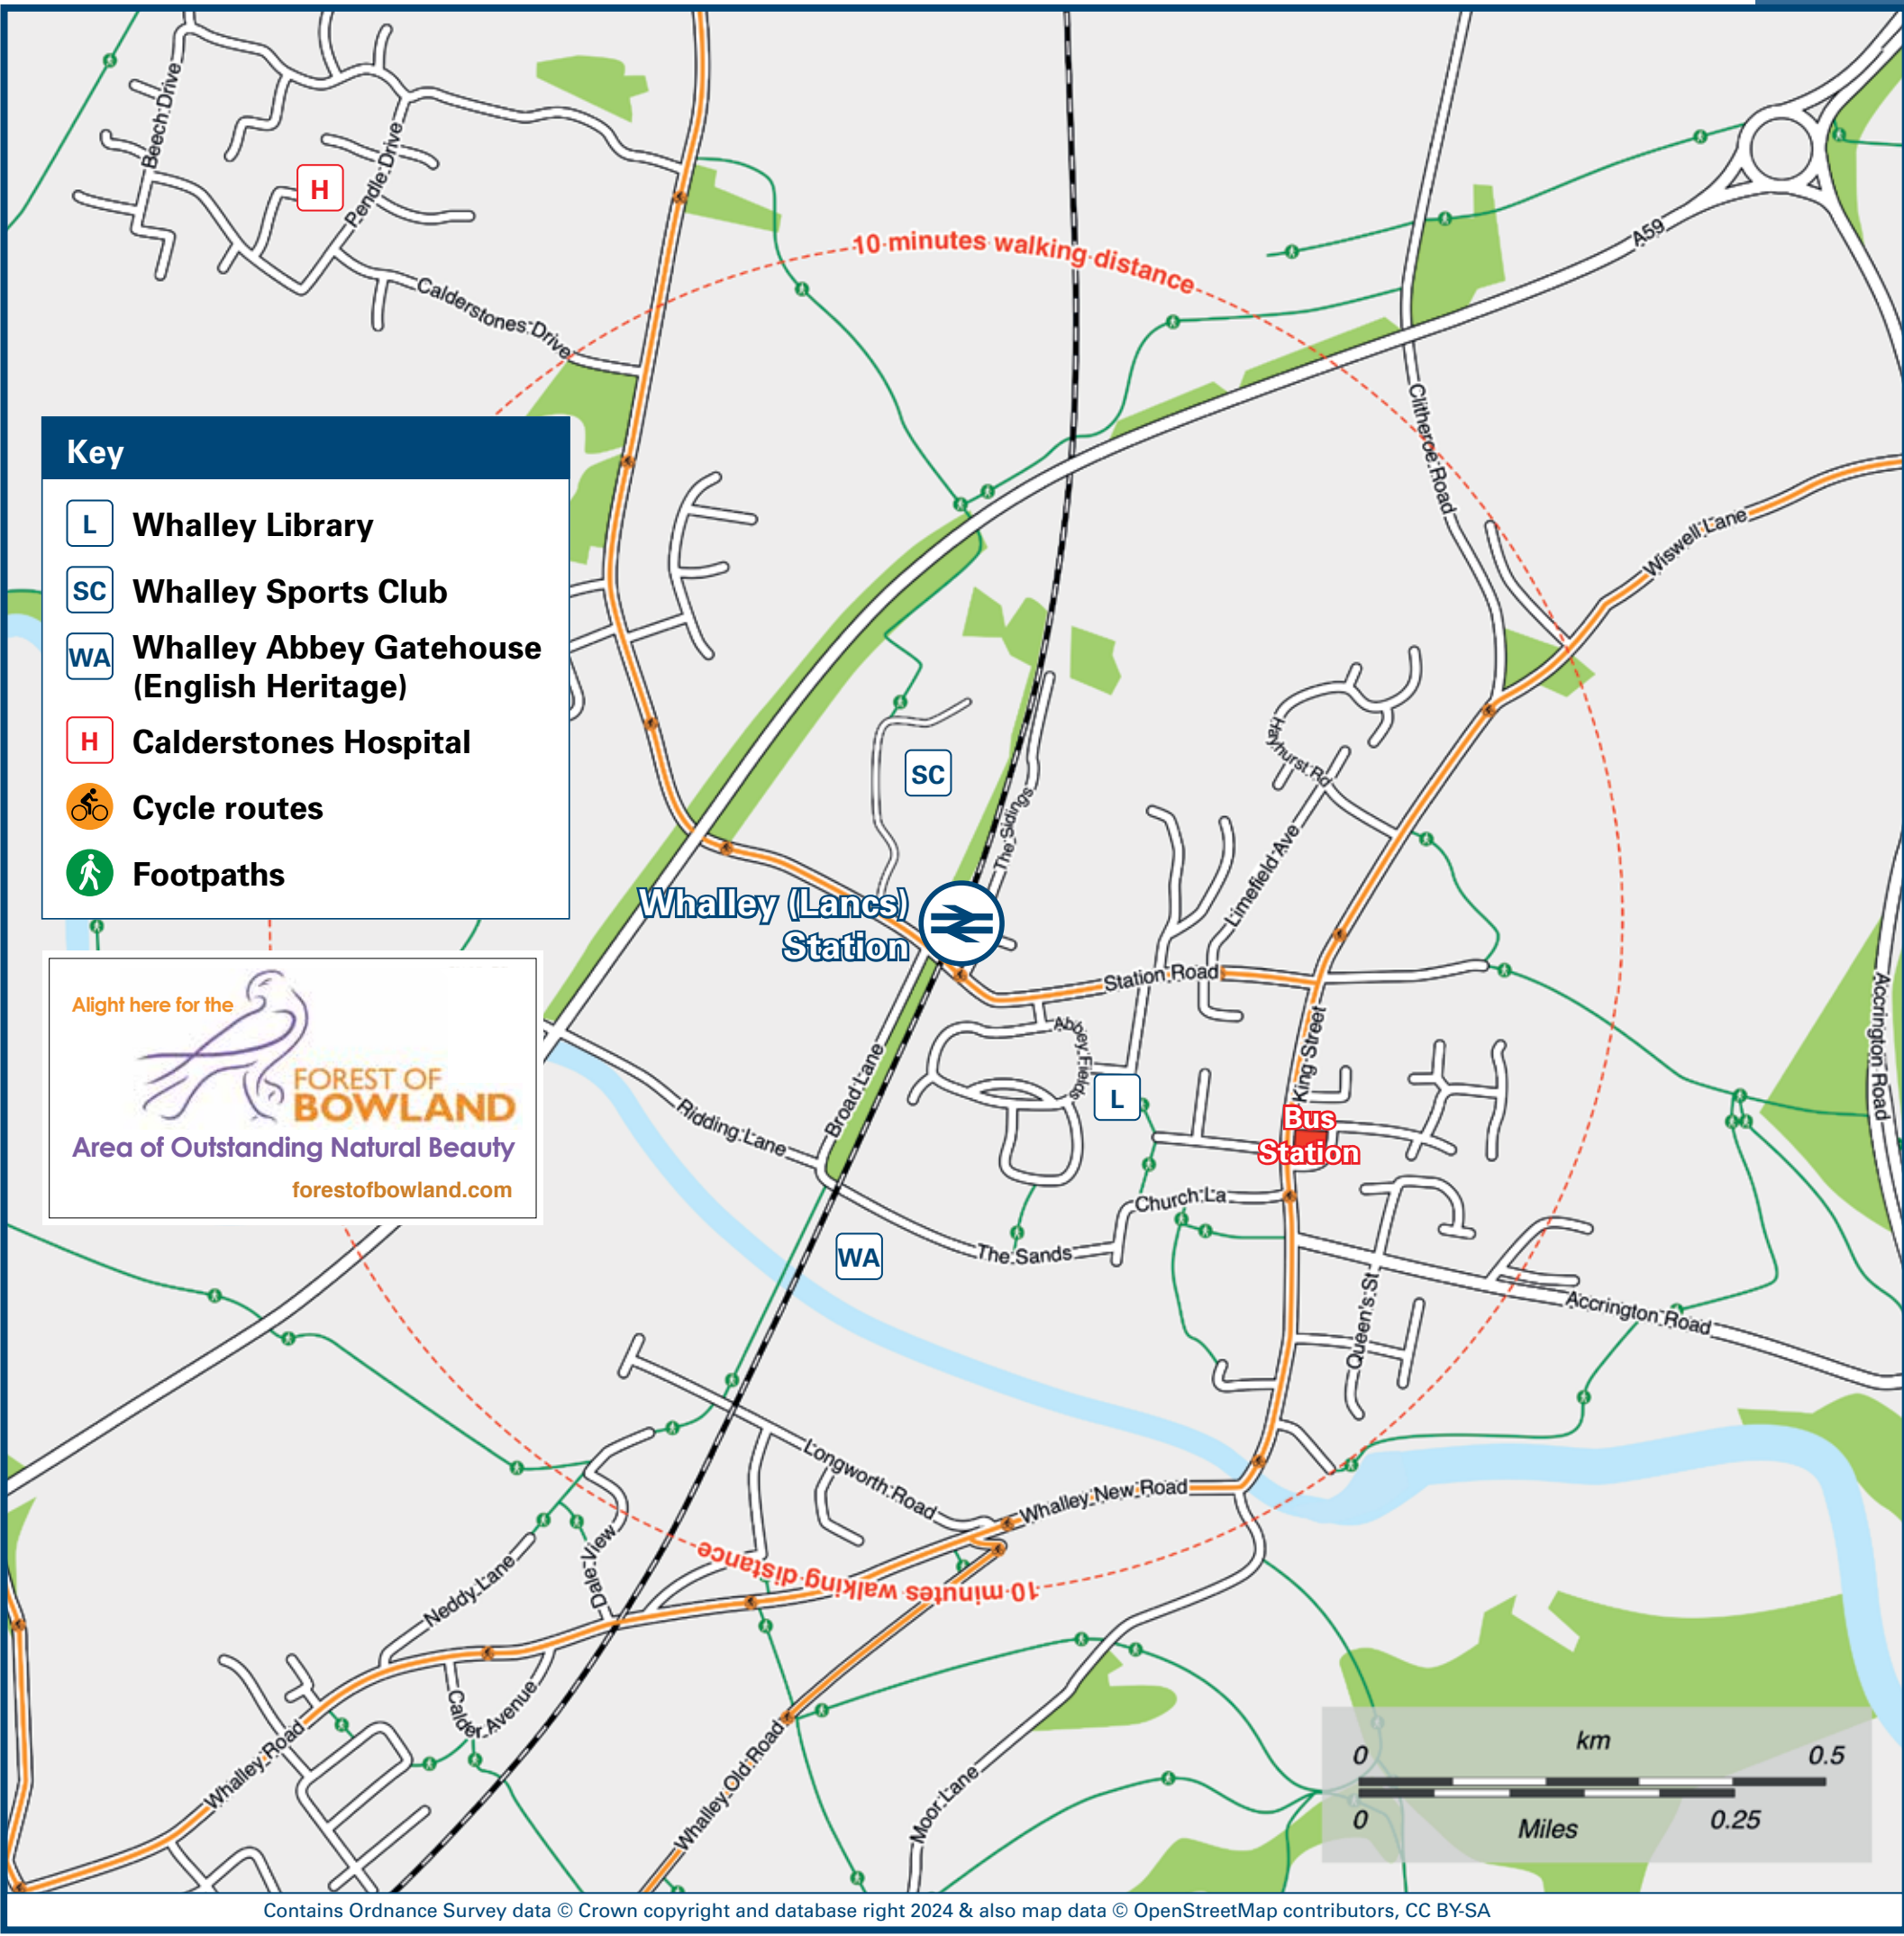 Beech Drive
Pendle Drive
H
10 minutes walking distance
A59
Calderstones Drive
Clitheroe Road
Wiswell Lane
Key
L Whalley Library
SC Whalley Sports Club
WA Whalley Abbey Gatehouse
(English Heritage)
H Calderstones Hospital
Cycle routes
Footpaths
Hayhurst Rd
SC
The Sidings
Limefield Ave
Whalley (Lancs)
Station
Station Road
Accrington Road
Alight here for the
FOREST OF
BOWLAND
Area of Outstanding Natural Beauty
forestofbowland.com
Abbey Fields
King Street
Broad Lane
Ridding Lane
L
Bus
Station
Church La
The Sands
WA
Queen's St
Accrington Road
Longworth Road
Whalley New Road
10 minutes walking distance
Dale View
Neddy Lane
Calder Avenue
Whalley Road
Whalley Old Road
Moor Lane
km
0 0.5
0 0.25
Miles
Contains Ordnance Survey data © Crown copyright and database right 2024 & also map data © OpenStreetMap contributors, CC BY-SA